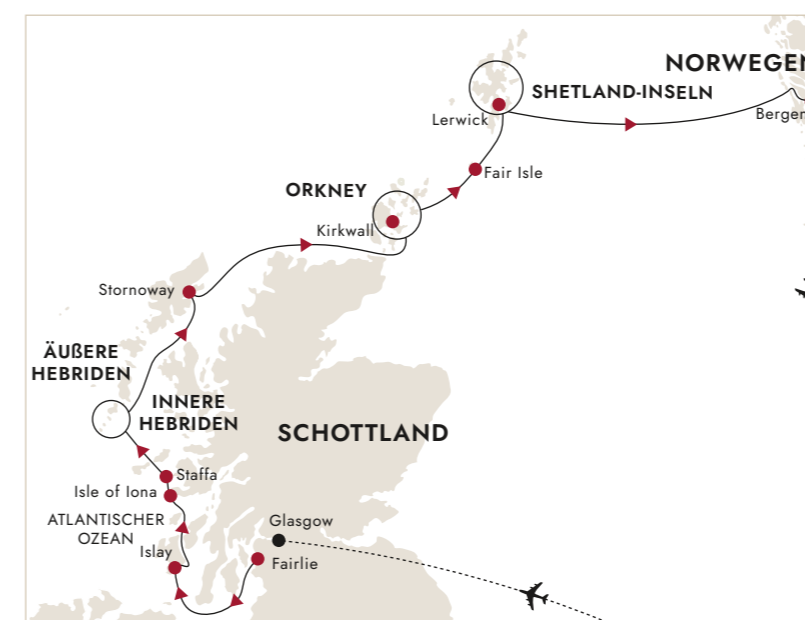 NORWEGEN
SHETLAND-INSELN
Bergen
Lerwick
Fair Isle
ORKNEY
Kirkwall
Stornoway
ÄUßERE
HEBRIDEN
INNERE
HEBRIDEN
SCHOTTLAND
Staffa
Isle of Iona
ATLANTISCHER
OZEAN
Glasgow
Islay
Fairlie